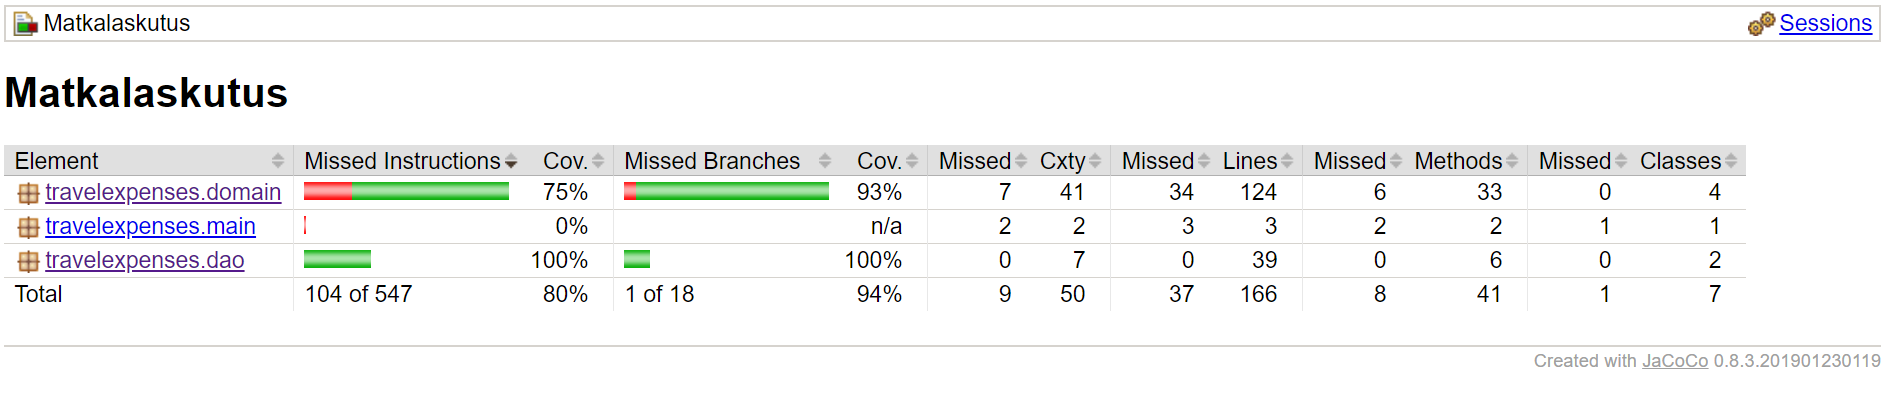 Matkalaskutus Sessions
Matkalaskutus
Element Missed Instructions Cov. Missed Branches Cov. Missed Cxty Missed Lines Missed Methods Missed Classes
travelexpenses.domain 75% 93% 7 41 34 124 6 33 0 4
travelexpenses.main 0% n/a 2 2 3 3 2 2 1 1
travelexpenses.dao 100% 100% 0 7 0 39 0 6 0 2
Total 104 of 547 80% 1 of 18 94% 9 50 37 166 8 41 1 7
Created with JaCoCo 0.8.3.201901230119